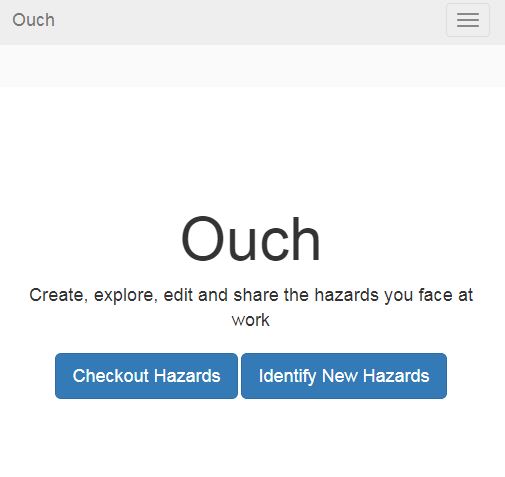 Ouch
Ouch
Create, explore, edit and share the hazards you face at
work
Checkout Hazards Identify New Hazards